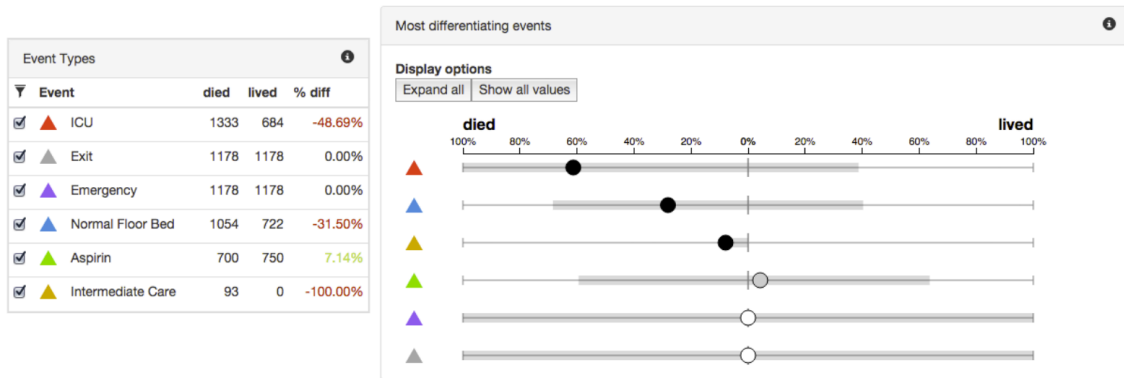 Event Types
Event died lived % diff
ICU 1333 684 -48.69%
Exit 1178 1178 0.00%
Emergency 1178 1178 0.00%
Normal Floor Bed 1054 722 -31.50%
Aspirin 700 750 7.14%
Intermediate Care 93 0 -100.00%
Most differentiating events
Display options
Expand all Show all values
died lived
100% 80% 60% 40% 20% 0% 20% 40% 60% 80% 100%